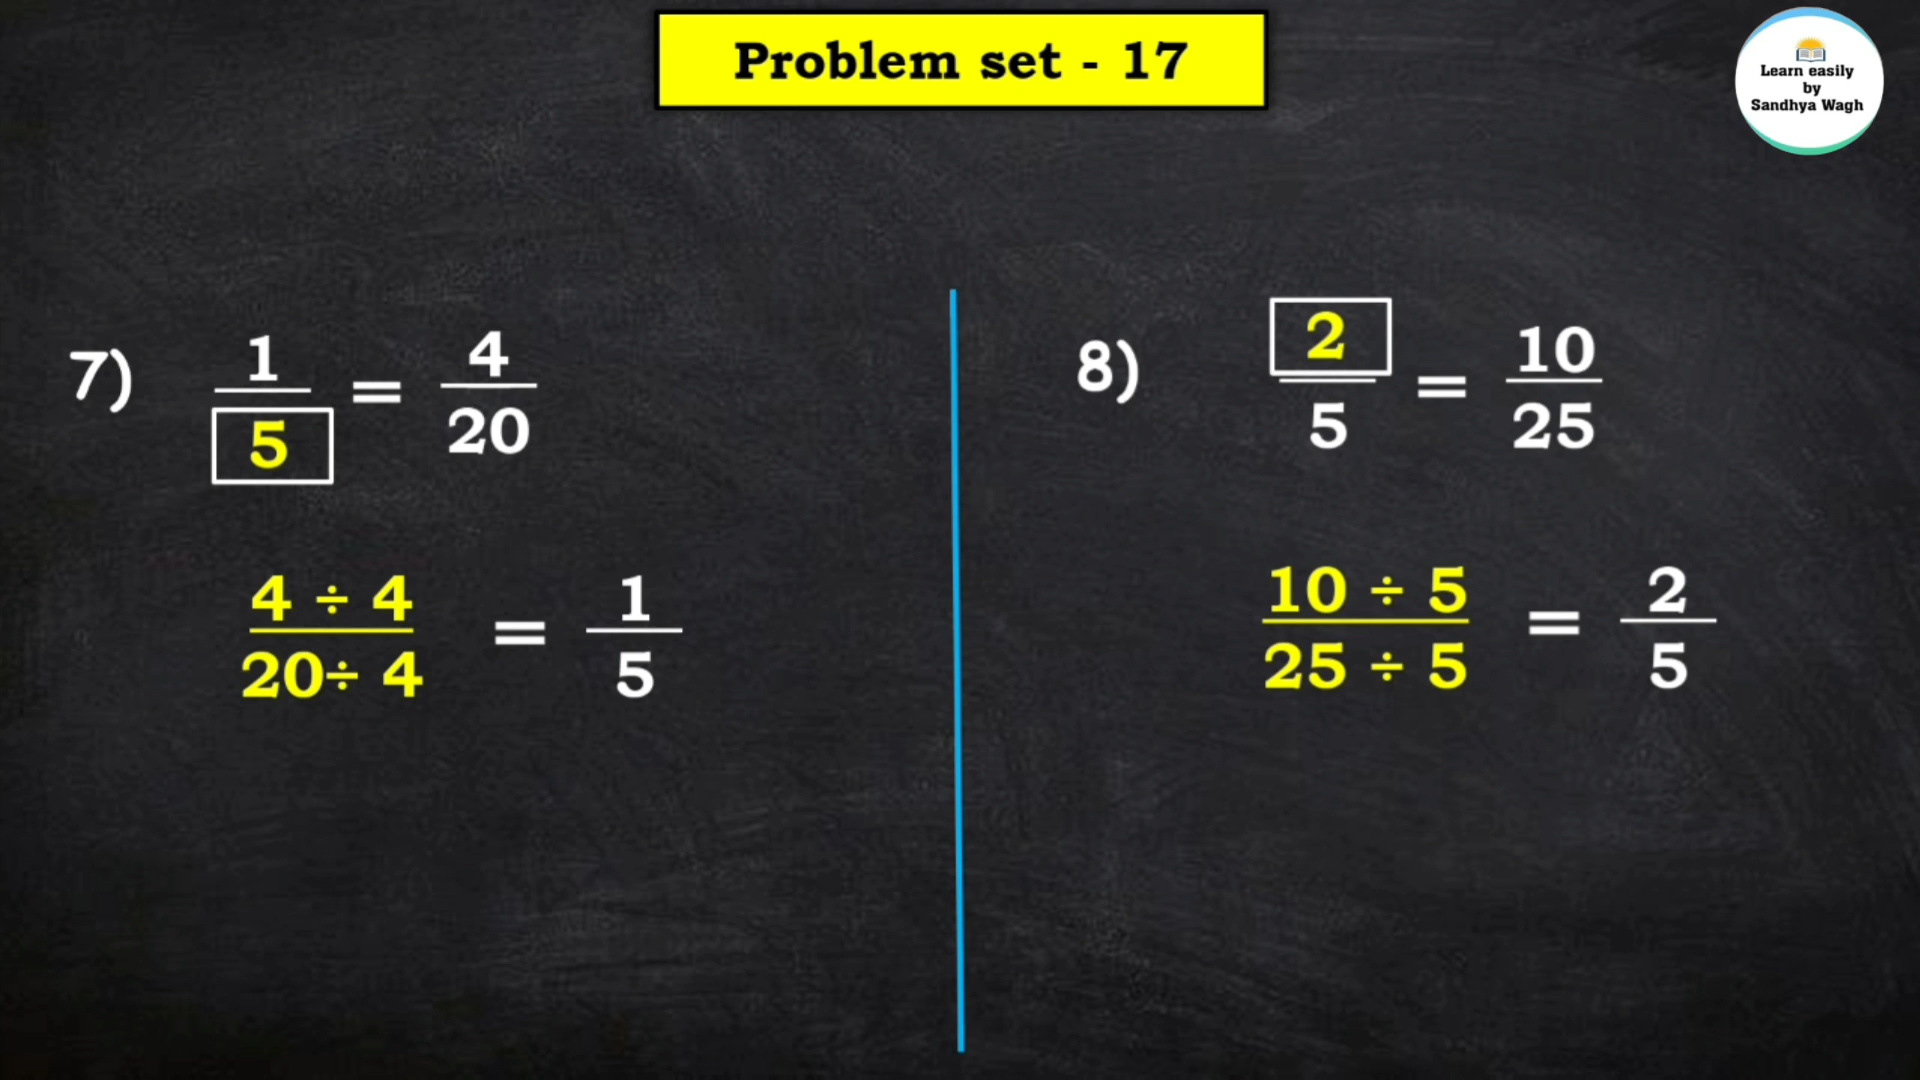 Problem set - 17
Learn easily
by
Sandhya Wagh
7)
1
5
=
4
20
4 ÷ 4
20÷ 4
=
1
5
8)
2
5
=
10
25
10 ÷ 5
25 ÷ 5
=
2
5